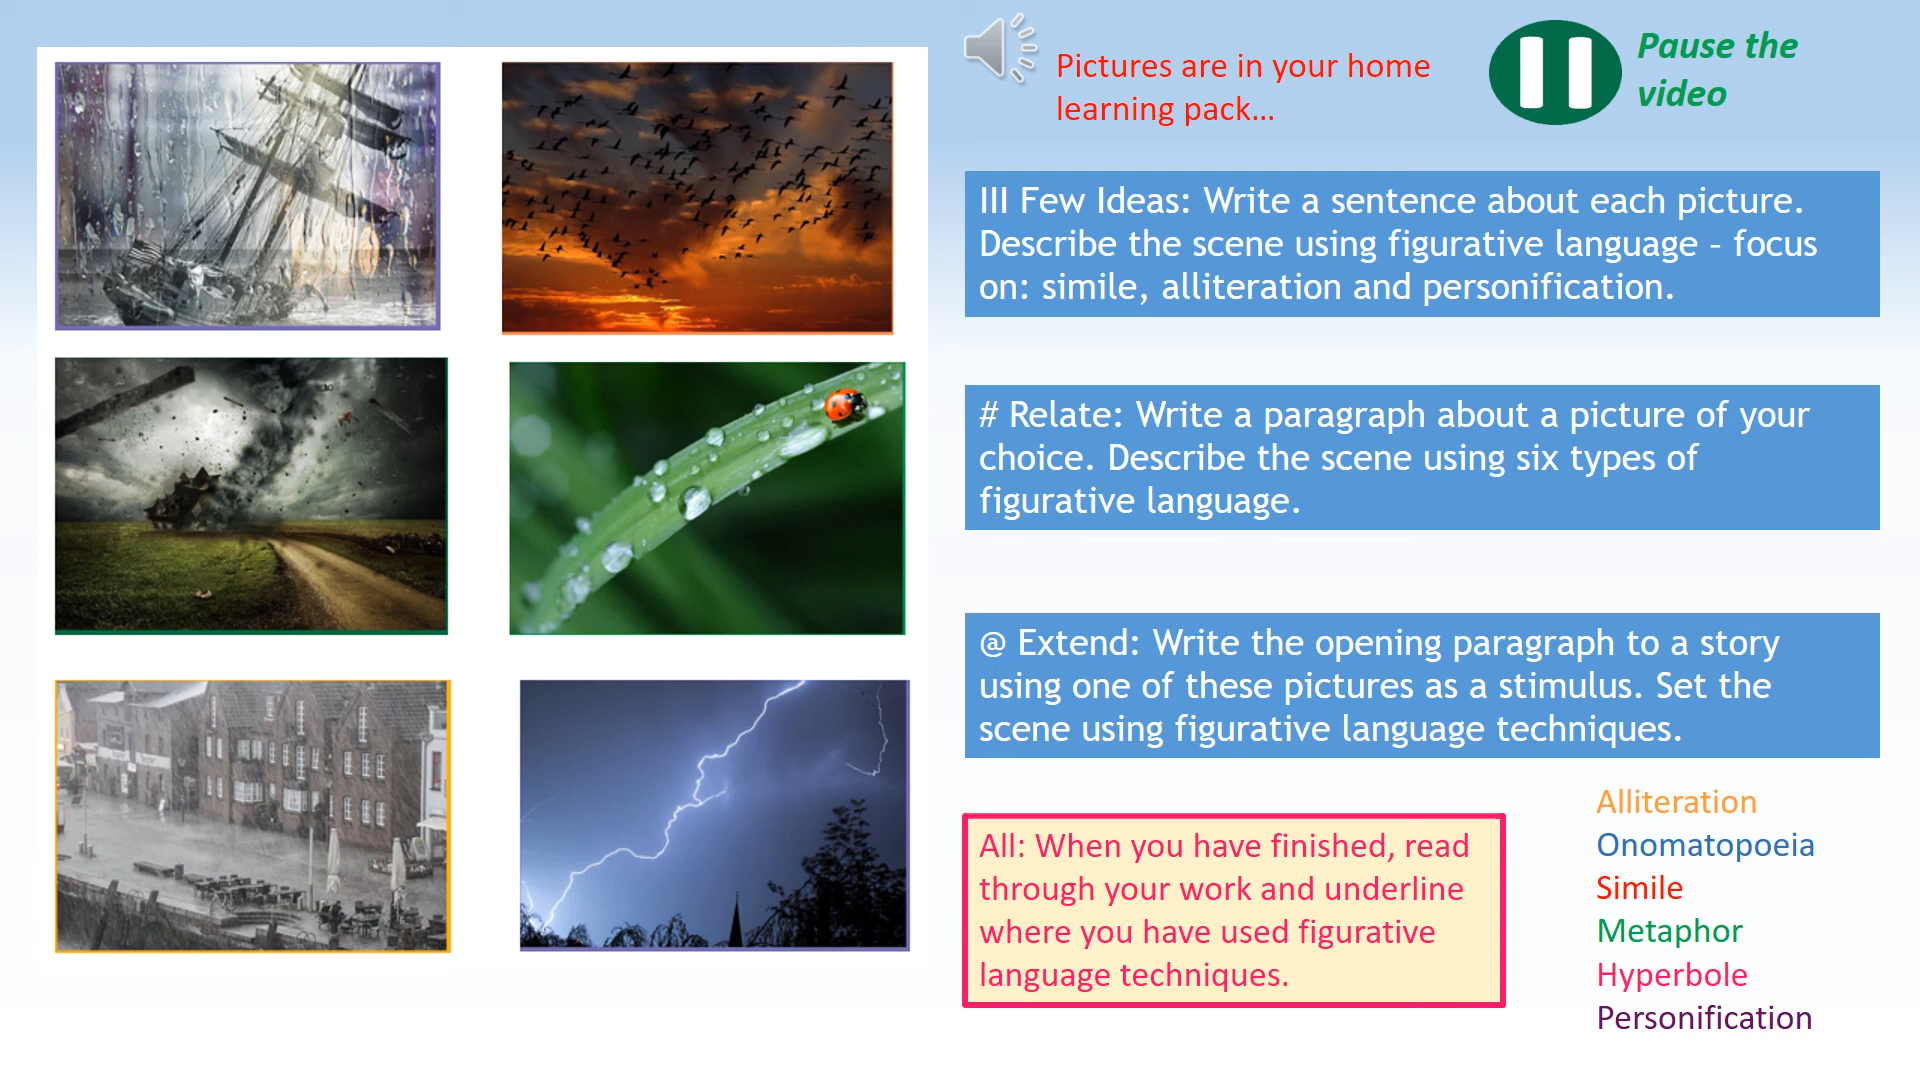 Pictures are in your home
learning pack...
Pause the
video
III Few Ideas: Write a sentence about each picture.
Describe the scene using figurative language – focus
on: simile, alliteration and personification.
# Relate: Write a paragraph about a picture of your
choice. Describe the scene using six types of
figurative language.
@ Extend: Write the opening paragraph to a story
using one of these pictures as a stimulus. Set the
scene using figurative language techniques.
All: When you have finished, read
through your work and underline
where you have used figurative
language techniques.
Alliteration
Onomatopoeia
Simile
Metaphor
Hyperbole
Personification